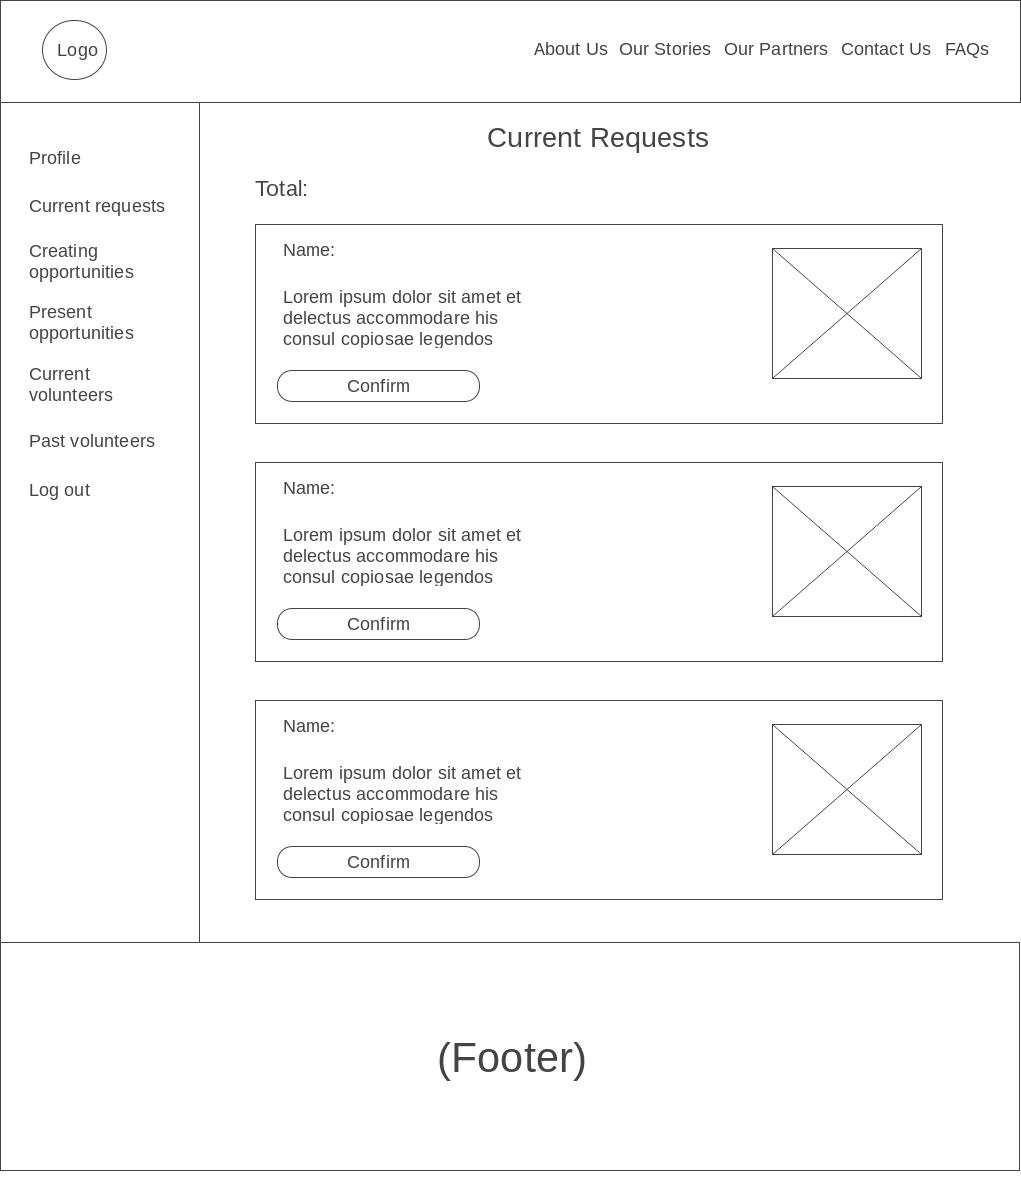 Logo
About Us Our Stories Our Partners Contact Us FAQs
Profile
Current requests
Creating
opportunities
Present
opportunities
Current
volunteers
Past volunteers
Log out
Current Requests
Total:
Name:
Lorem ipsum dolor sit amet et
delectus accommodare his
consul copiosae legendos
Confirm
Name:
Lorem ipsum dolor sit amet et
delectus accommodare his
consul copiosae legendos
Confirm
Name:
Lorem ipsum dolor sit amet et
delectus accommodare his
consul copiosae legendos
Confirm
(Footer)